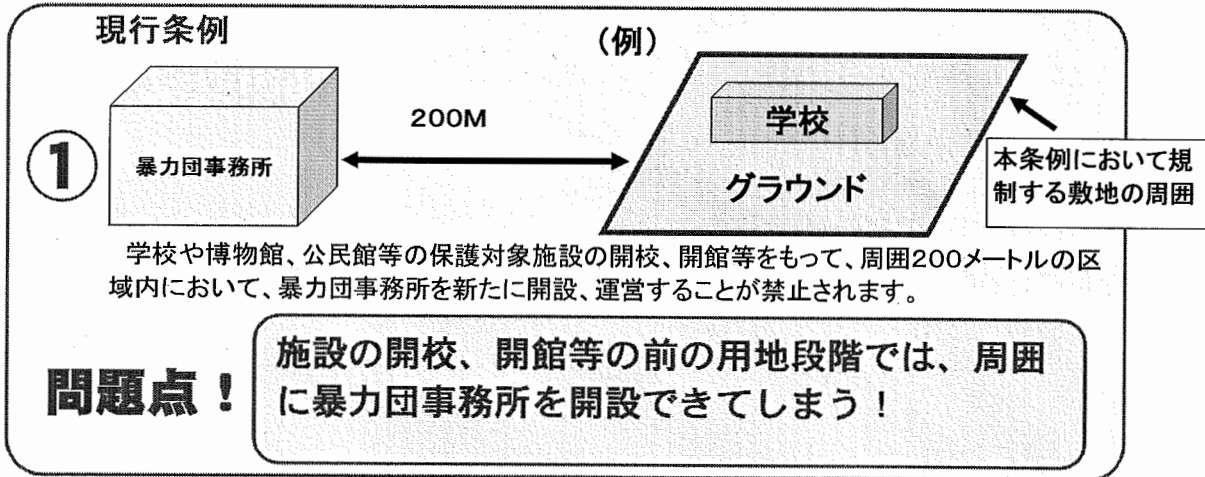 現行条例
(例)
①
暴力団事務所
200M
学校
グラウンド
本条例において規
制する敷地の周囲
学校や博物館、公民館等の保護対象施設の開校、開館等をもって、周囲200メートルの区
域内において、暴力団事務所を新たに開設、運営することが禁止されます。
問題点！
施設の開校、開館等の前の用地段階では、周囲
に暴力団事務所を開設できてしまう！